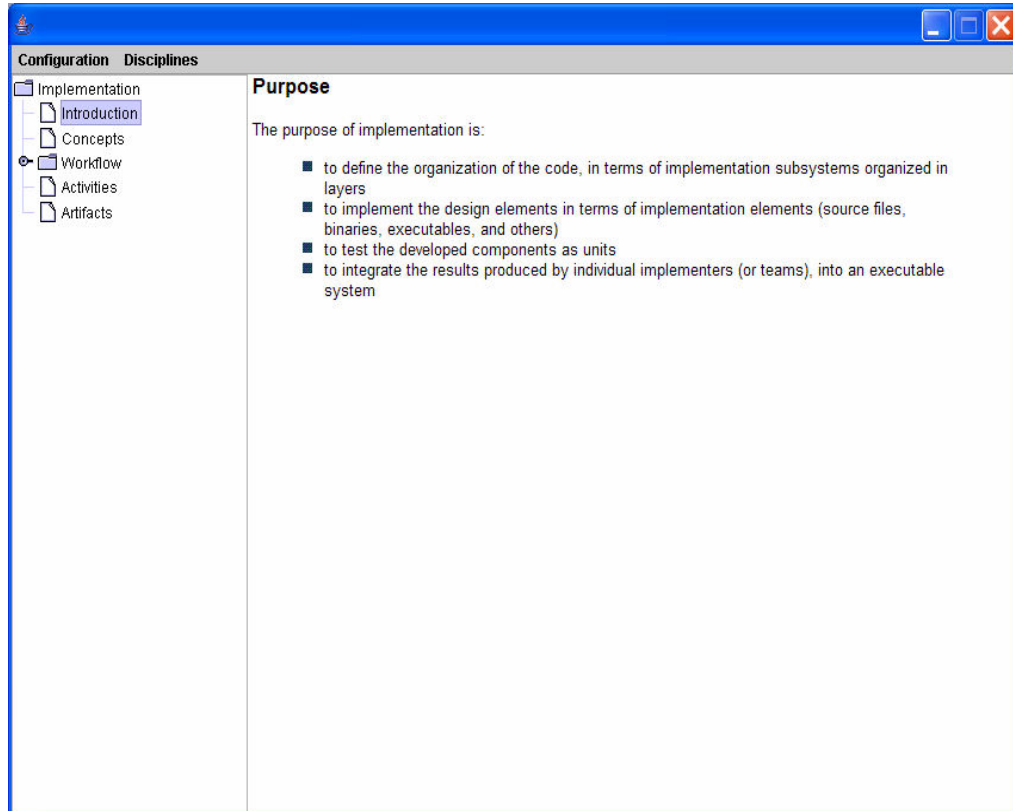 Configuration Disciplines
Implementation
Introduction
Concepts
Workflow
Activities
Artifacts
Purpose
The purpose of implementation is:
to define the organization of the code, in terms of implementation subsystems organized in
layers
to implement the design elements in terms of implementation elements (source files,
binaries, executables, and others)
to test the developed components as units
to integrate the results produced by individual implementers (or teams), into an executable
system